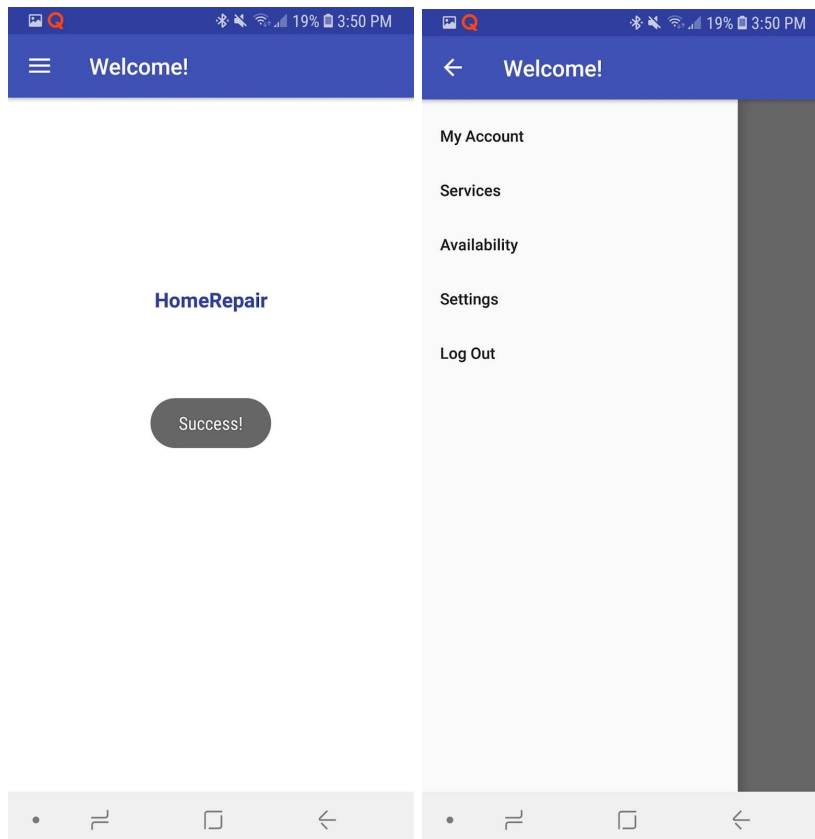 19% 3:50 PM
Welcome!
HomeRepair
Success!
19% 3:50 PM
Welcome!
My Account
Services
Availability
Settings
Log Out